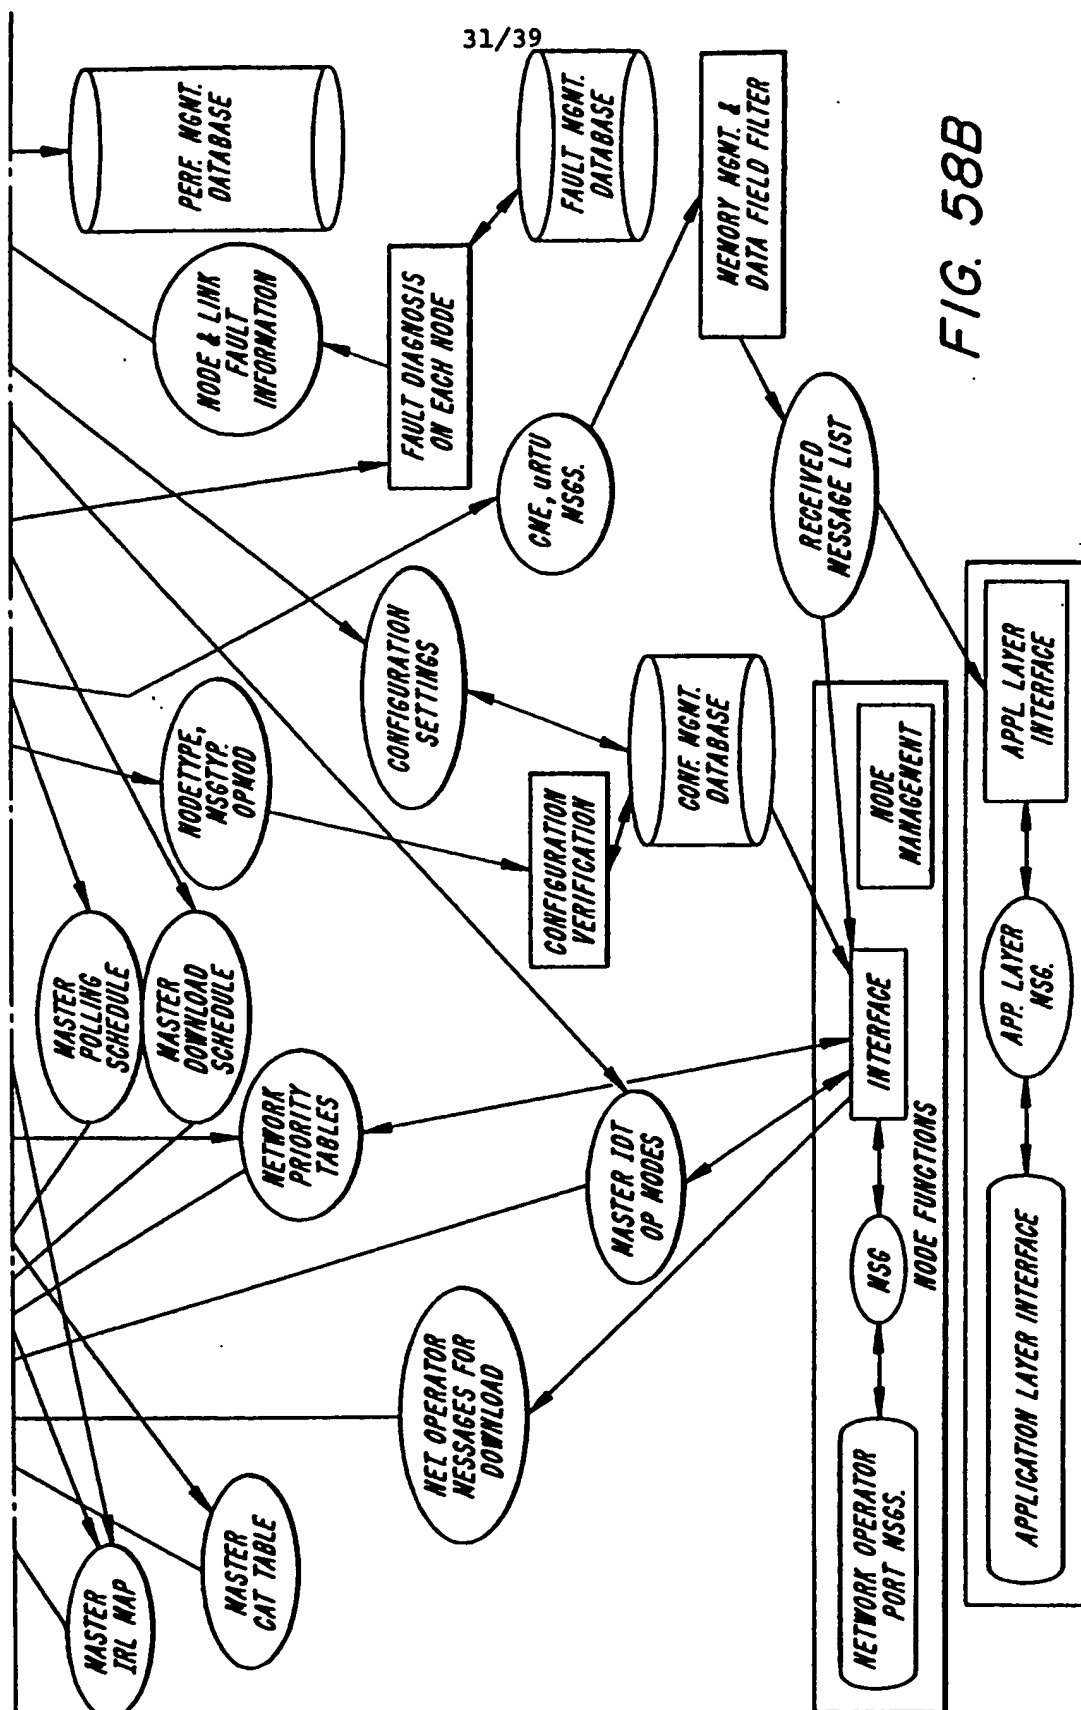 31/39
MASTER
IRL MAP
MASTER
CAT TABLE
NET OPERATOR
MESSAGES FOR
DOWNLOAD
MASTER
POLLING
SCHEDULE
MASTER
DOWNLOAD
SCHEDULE
NETWORK
PRIORITY
TABLES
MASTER IDT
OP MODES
NODETYPE,
MSGTYP.
OPMOD
CONFIGURATION
SETTINGS
CONFIGURATION
VERIFICATION
CONF. MGMT.
DATABASE
PERF. MGMT.
DATABASE
NODE & LINK
FAULT
INFORMATION
FAULT DIAGNOSIS
ON EACH NODE
FAULT MGMT.
DATABASE
CME, uRTU
MSGS.
MEMORY MGMT. &
DATA FIELD FILTER
RECEIVED
MESSAGE LIST
NETWORK OPERATOR
PORT MSGS.
MSG
INTERFACE
NODE
MANAGEMENT
NODE FUNCTIONS
APPLICATION LAYER INTERFACE
APP. LAYER
MSG.
APPL. LAYER
INTERFACE
FIG. 58B